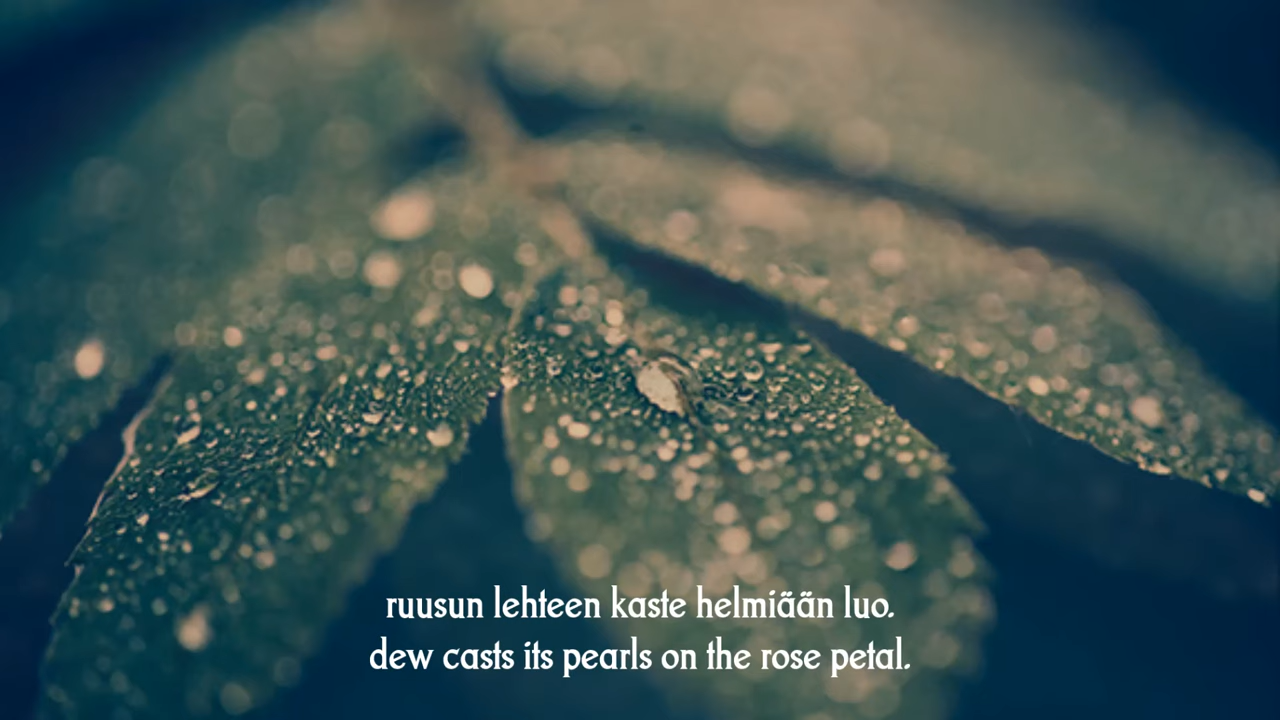 ruusun lehteen kaste helmiään luo.
dew casts its pearls on the rose petal.